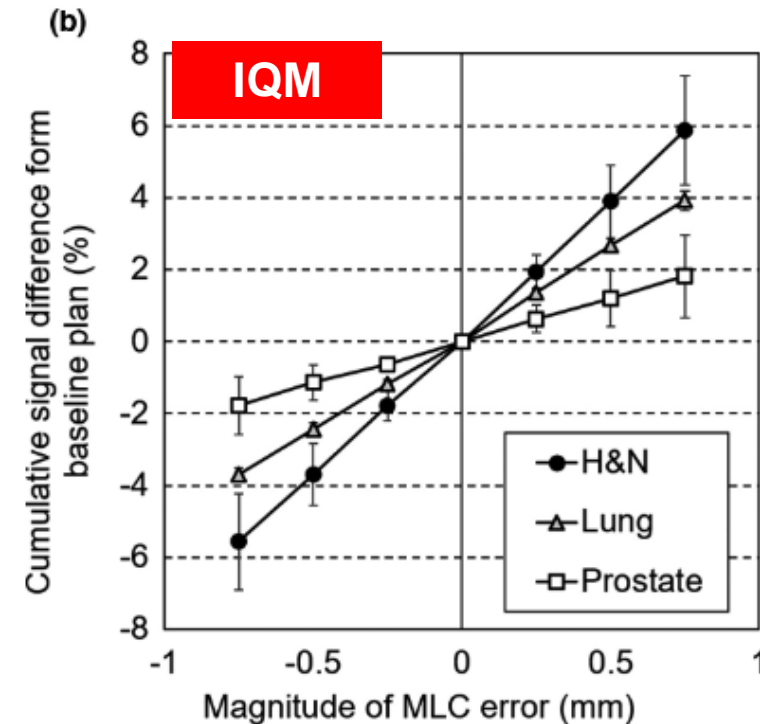 (b)
IQM
Cumulative signal difference form
baseline plan (%)
8
6
4
2
0
-2
-4
-6
-8
H&N
Lung
Prostate
-1
-0.5
0
0.5
1
Magnitude of MLC error (mm)